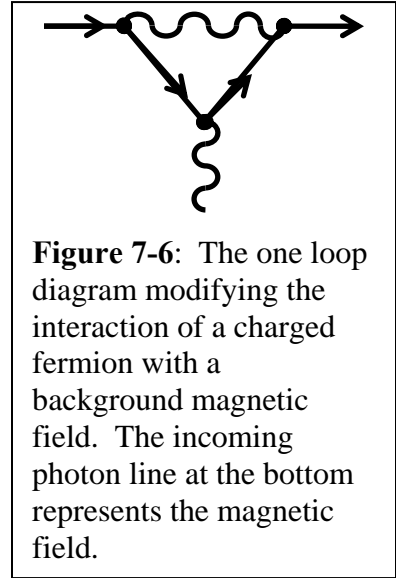 Figure 7-6: The one loop
diagram modifying the
interaction of a charged
fermion with a
background magnetic
field. The incoming
photon line at the bottom
represents the magnetic
field.